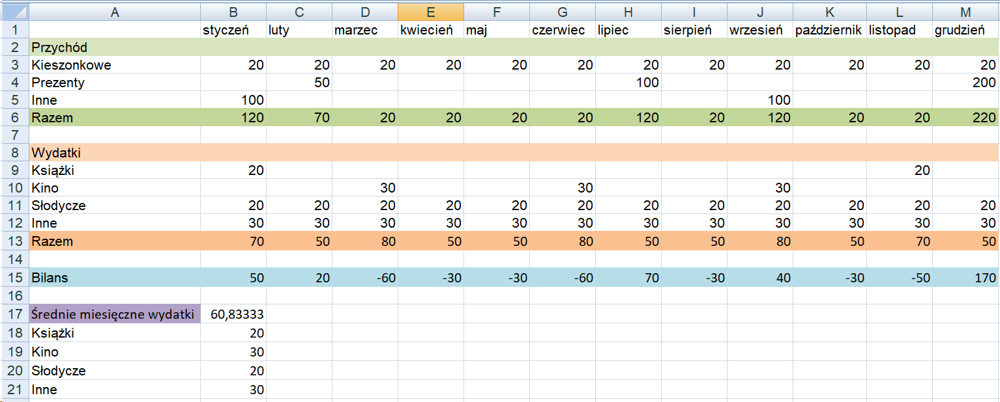 A B C D E F G H I J K L M
1 styczeń luty marzec kwiecień maj czerwiec lipiec sierpień wrzesień październik listopad grudzień
2 Przychód
3 Kieszonkowe 20 20 20 20 20 20 20 20 20 20 20 20
4 Prezenty 50 100 200
5 Inne 100 100
6 Razem 120 70 20 20 20 20 120 20 120 20 20 220
7
8 Wydatki
9 Książki 20 20
10 Kino 30 30 30
11 Słodycze 20 20 20 20 20 20 20 20 20 20 20 20
12 Inne 30 30 30 30 30 30 30 30 30 30 30 30
13 Razem 70 50 80 50 50 80 50 50 80 50 70 50
14
15 Bilans 50 20 -60 -30 -30 -60 70 -30 40 -30 -50 170
16
17 Średnie miesięczne wydatki 60,83333
18 Książki 20
19 Kino 30
20 Słodycze 20
21 Inne 30